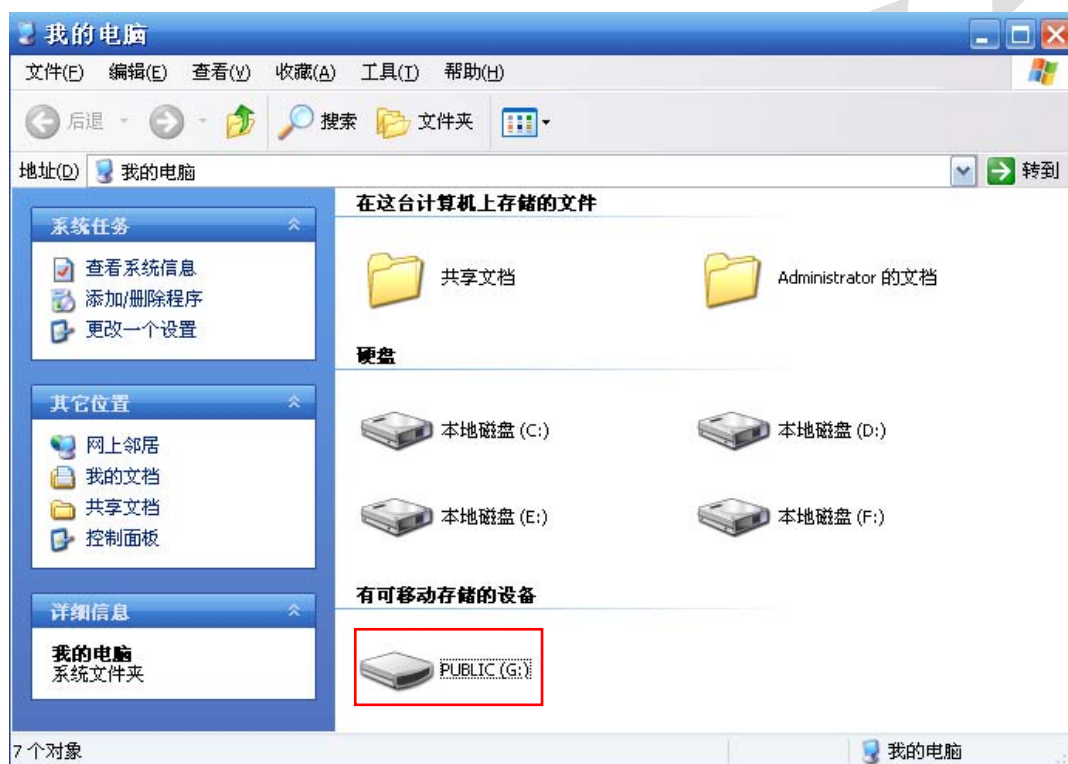 我的电脑
文件(F) 编辑(E) 查看(V) 收藏(A) 工具(T) 帮助(H)
后退 搜索 文件夹
地址(D) 我的电脑 转到
系统任务
查看系统信息
添加/删除程序
更改一个设置
其它位置
网上邻居
我的文档
共享文档
控制面板
详细信息
我的电脑
系统文件夹
在这台计算机上存储的文件
共享文档 Administrator 的文档
硬盘
本地磁盘 (C:) 本地磁盘 (D:)
本地磁盘 (E:) 本地磁盘 (F:)
有可移动存储的设备
PUBLIC (G:)
7 个对象 我的电脑